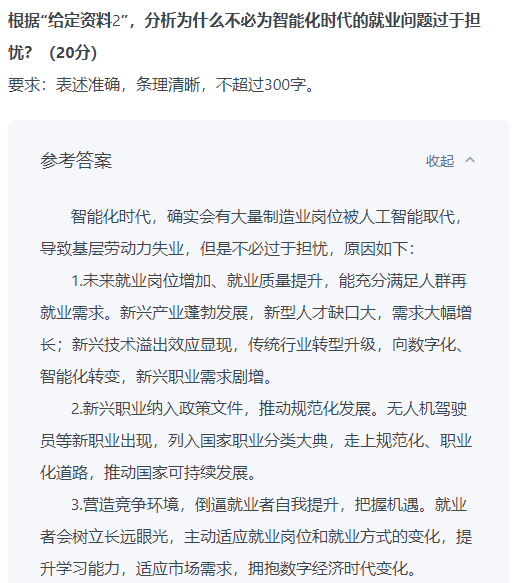 根据“给定资料2”，分析为什么不必为智能化时代的就业问题过于担
忧？（20分）
要求：表述准确，条理清晰，不超过300字。
参考答案
收起
智能化时代，确实会有大量制造业岗位被人工智能取代，
导致基层劳动力失业，但是不必过于担忧，原因如下：
1.未来就业岗位增加、就业质量提升，能充分满足人群再
就业需求。新兴产业蓬勃发展，新型人才缺口大，需求大幅增
长；新兴技术溢出效应显现，传统行业转型升级，向数字化、
智能化转变，新兴职业需求剧增。
2.新兴职业纳入政策文件，推动规范化发展。无人机驾驶
员等新职业出现，列入国家职业分类大典，走上规范化、职业
化道路，推动国家可持续发展。
3.营造竞争环境，倒逼就业者自我提升，把握机遇。就业
者会树立长远眼光，主动适应就业岗位和就业方式的变化，提
升学习能力，适应市场需求，拥抱数字经济时代变化。